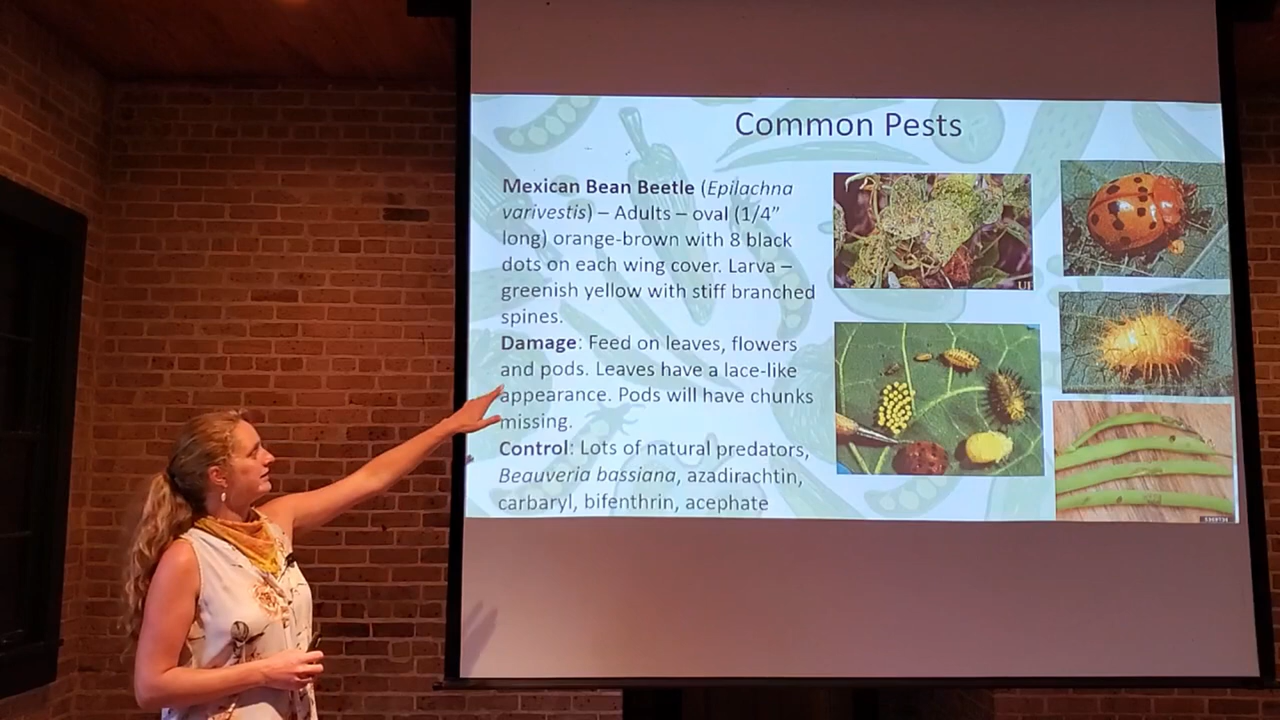 Common Pests
Mexican Bean Beetle (Epilachna
varivestis) – Adults – oval (1/4”
long) orange-brown with 8 black
dots on each wing cover. Larva –
greenish yellow with stiff branched
spines.
Damage: Feed on leaves, flowers
and pods. Leaves have a lace-like
appearance. Pods will have chunks
missing.
Control: Lots of natural predators,
Beauveria bassiana, azadirachtin,
carbaryl, bifenthrin, acephate